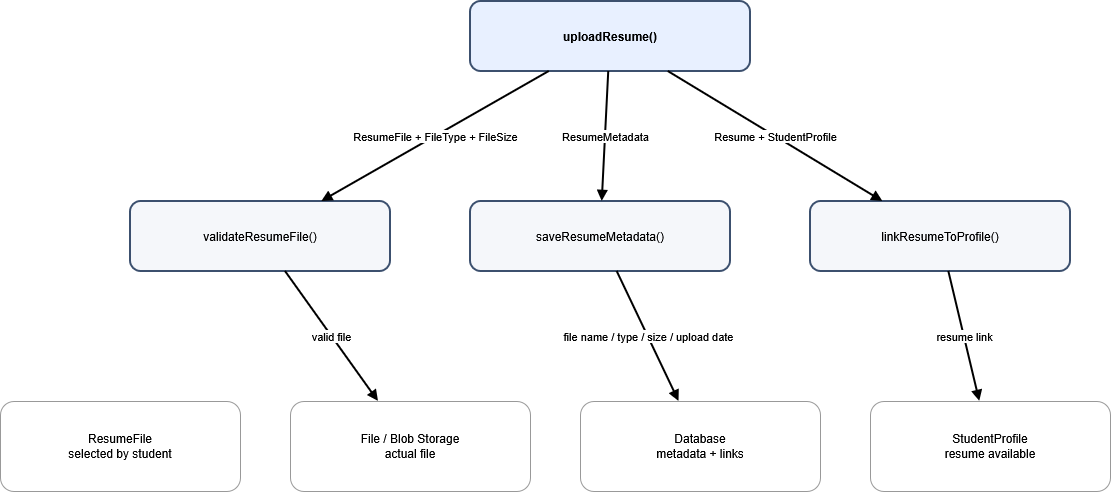 uploadResume()
ResumeFile + FileType + FileSize
ResumeMetadata
Resume + StudentProfile
validateResumeFile()
saveResumeMetadata()
linkResumeToProfile()
valid file
file name / type / size / upload date
resume link
ResumeFile
selected by student
File / Blob Storage
actual file
Database
metadata + links
StudentProfile
resume available